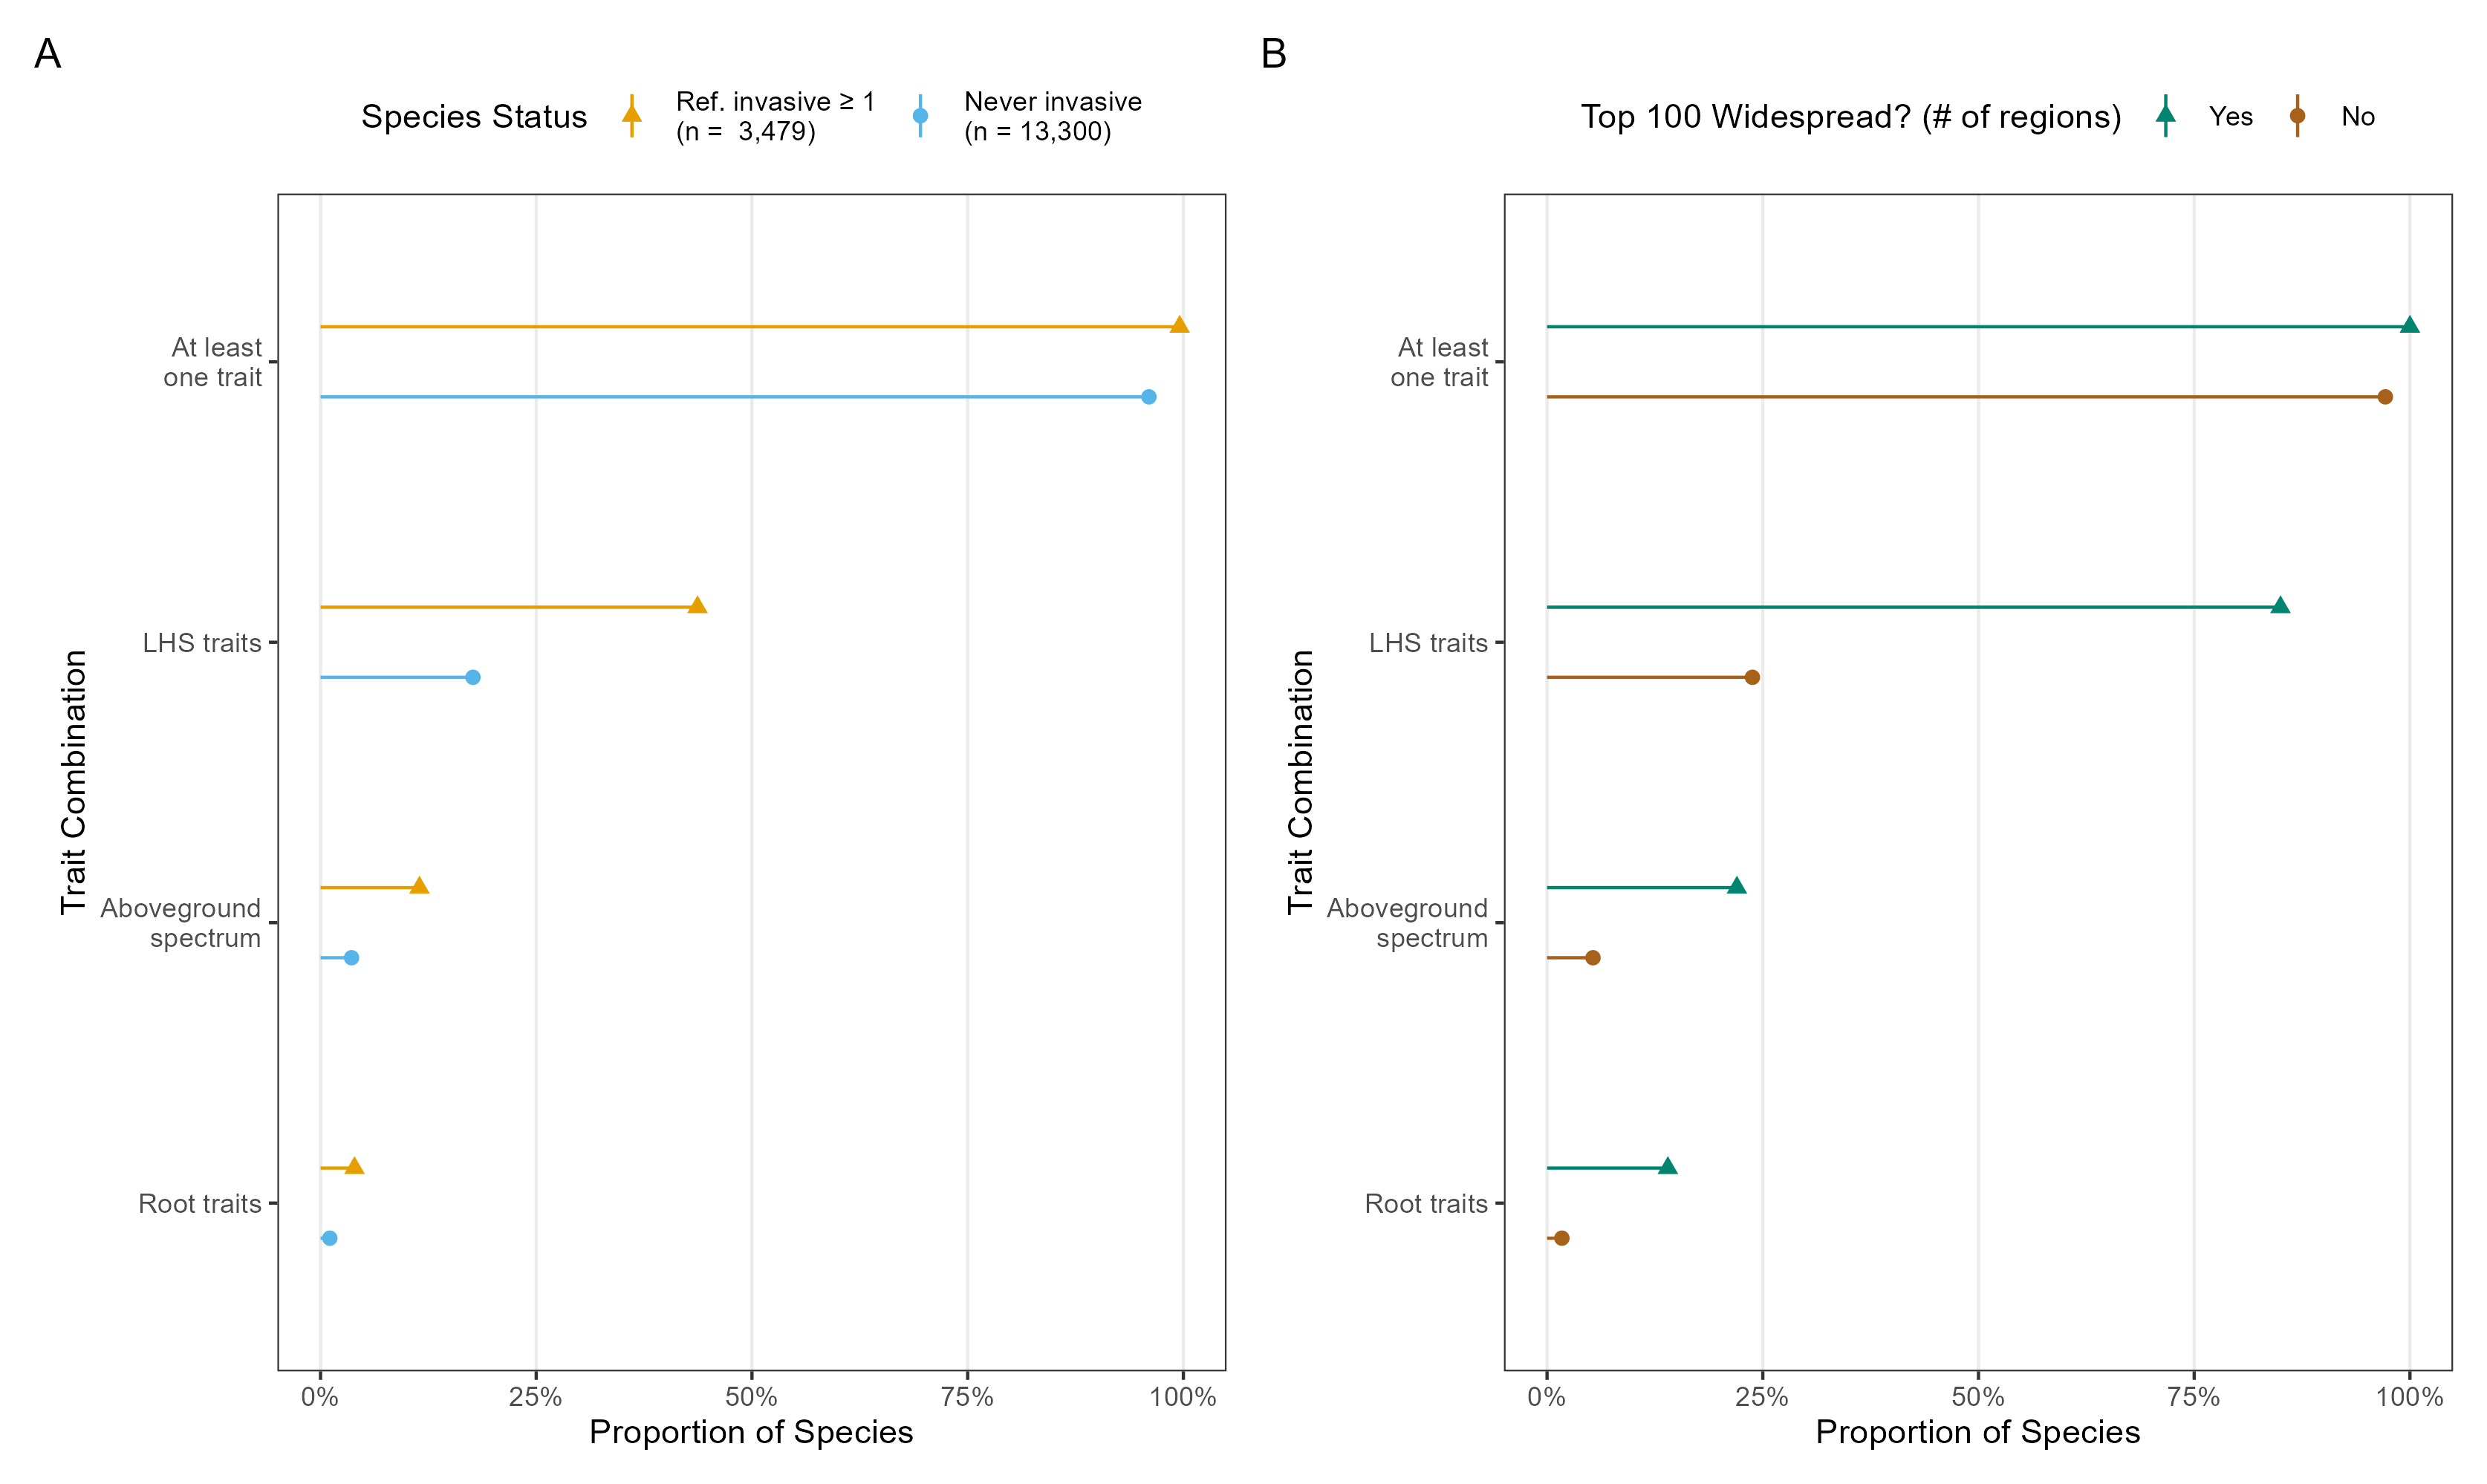 A
Species Status
Ref. invasive ≥ 1
(n =  3,479)
Never invasive
(n = 13,300)
Trait Combination
At least
one trait
LHS traits
Aboveground
spectrum
Root traits
0%
25%
50%
75%
100%
Proportion of Species
B
Top 100 Widespread? (# of regions)
Yes
No
Trait Combination
At least
one trait
LHS traits
Aboveground
spectrum
Root traits
0%
25%
50%
75%
100%
Proportion of Species